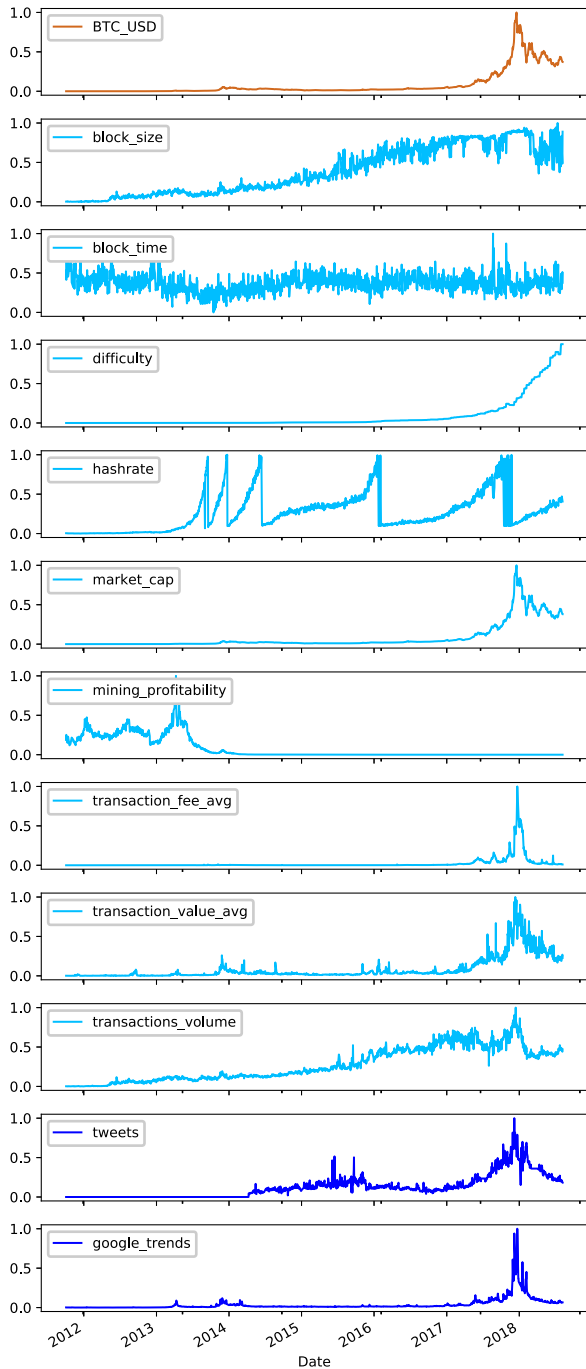 BTC_USD
1.0
0.5
0.0
block_size
1.0
0.5
0.0
block_time
1.0
0.5
0.0
difficulty
1.0
0.5
0.0
hashrate
1.0
0.5
0.0
market_cap
1.0
0.5
0.0
mining_profitability
1.0
0.5
0.0
transaction_fee_avg
1.0
0.5
0.0
transaction_value_avg
1.0
0.5
0.0
transactions_volume
1.0
0.5
0.0
tweets
1.0
0.5
0.0
google_trends
1.0
0.5
0.0
2012 2013 2014 2015 2016 2017 2018
Date